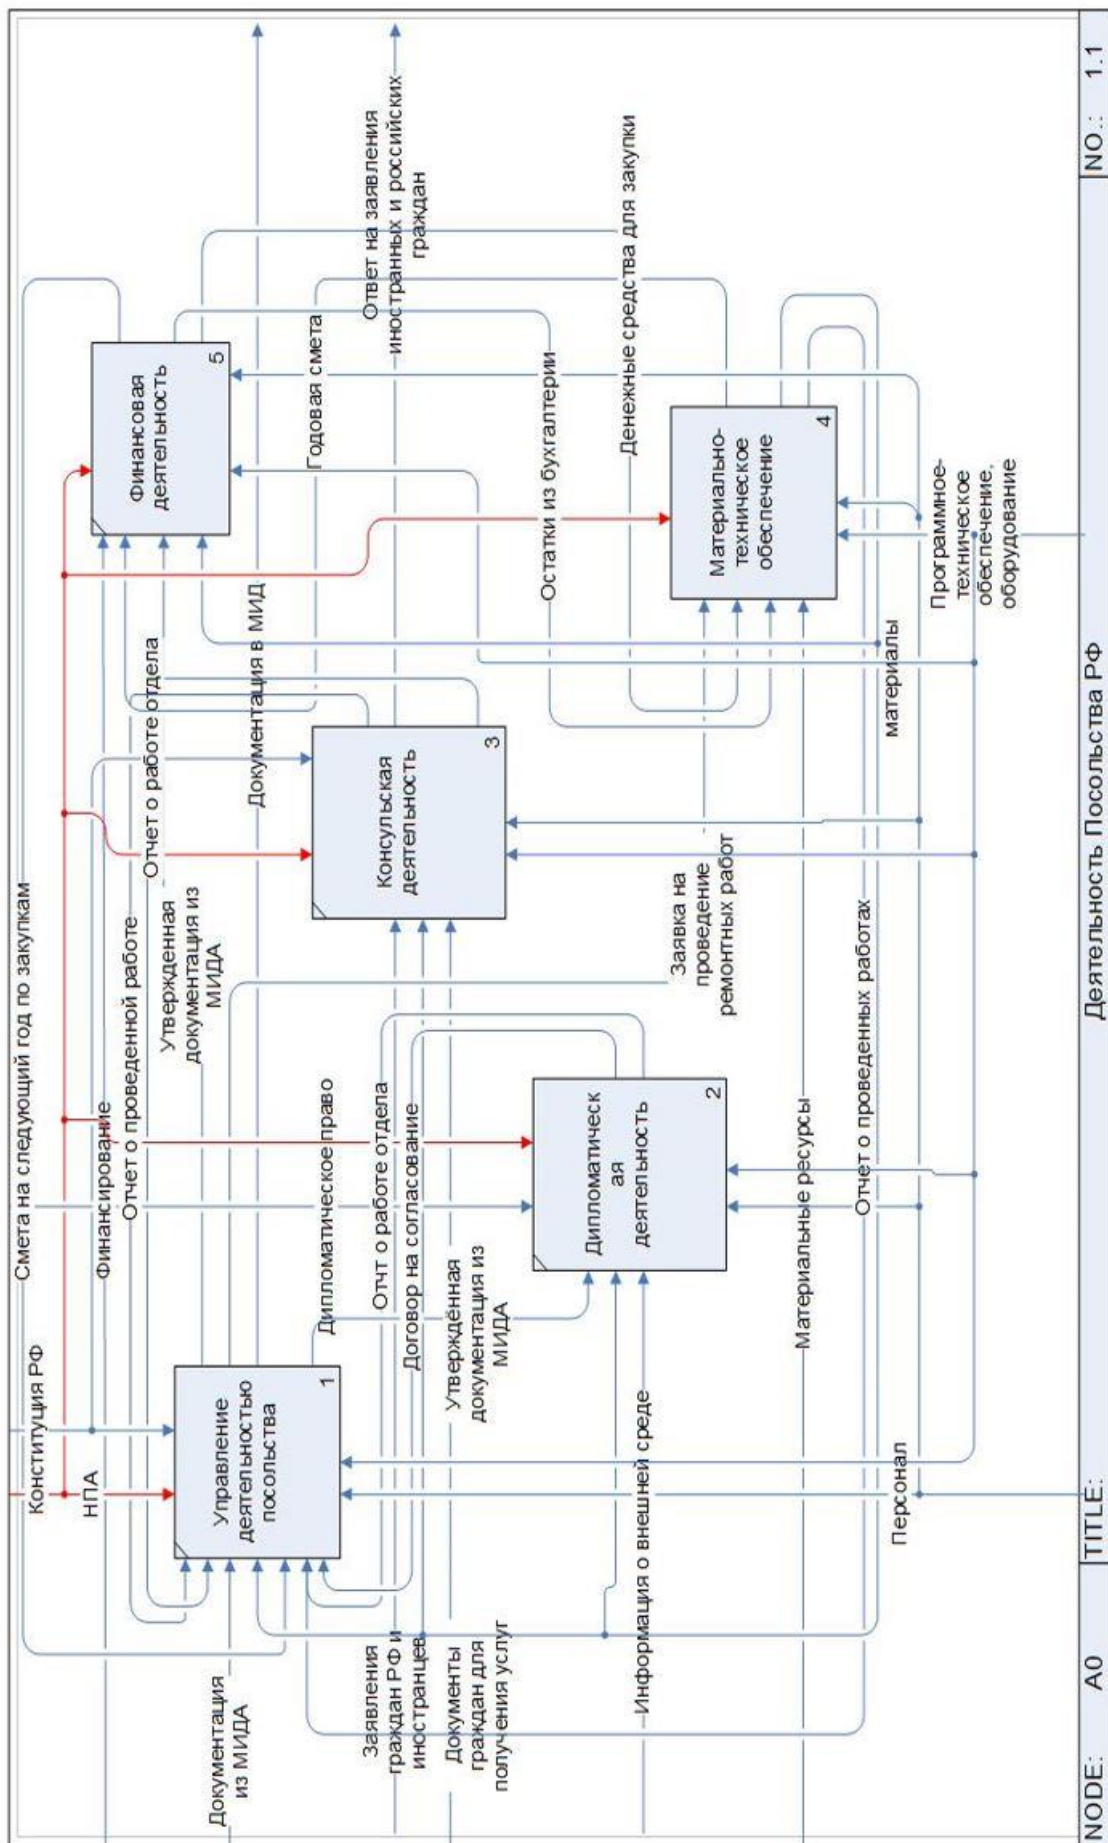 Конституция РФ
НПА
Смета на следующий год по закупкам
Финансирование
Отчет о проведенной работе
Отчет о работе отдела
Утвержденная
документация из
МИДА
Документация в МИД
Годовая смета
Финансовая
деятельность
5
Ответ на заявления
иностранных и российских
граждан
Управление
деятельностью
посольства
1
Дипломатическое право
Документация
из МИДА
Заявления
граждан РФ и
иностранцев
Документы
граждан для
получения услуг
Отчт о работе отдела
Договор на согласование
Утверждённая
документация из
МИДА
Консульская
деятельность
3
Остатки из бухгалтерии
Денежные средства для закупки
Дипломатическ
ая
деятельность
2
Информация о внешней среде
Заявка на
проведение
ремонтных работ
Материально-
техническое
обеспечение
4
Материальные ресурсы
Отчет о проведенных работах
материалы
Персонал
Программное-
техническое
обеспечение,
оборудование
NODE: A0
TITLE: Деятельность Посольства РФ
NO.: 1.1